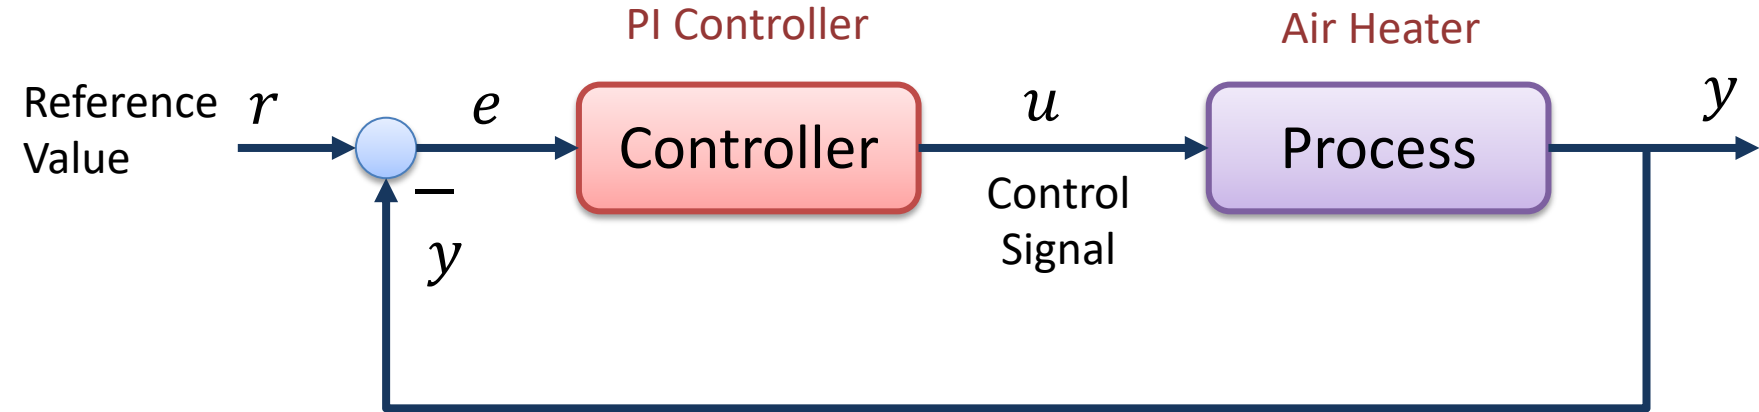 PI Controller
Air Heater
Reference
Value
r
e
Controller
u
Control
Signal
Process
y
−
y